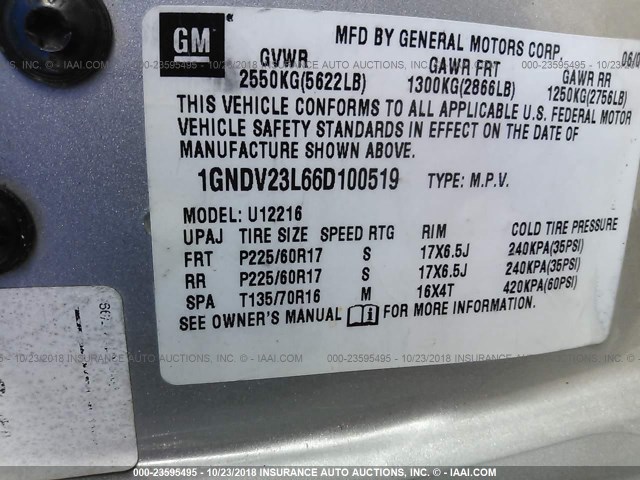 GM
MFD BY GENERAL MOTORS CORP.
GVWR GAWR FRT GAWR RR
2550KG(5622LB) 1300KG(2866LB) 1250KG(2756LB)
THIS VEHICLE CONFORMS TO ALL APPLICABLE U.S. FEDERAL MOTOR
VEHICLE SAFETY STANDARDS IN EFFECT ON THE DATE OF
MANUFACTURE SHOWN ABOVE.
1GNDV23L66D100519 TYPE: M.P.V.
MODEL: U12216
UPAJ TIRE SIZE SPEED RTG RIM COLD TIRE PRESSURE
FRT P225/60R17 S 17X6.5J 240KPA(35PSI)
RR P225/60R17 S 17X6.5J 240KPA(35PSI)
SPA T135/70R16 M 16X4T 420KPA(60PSI)
SEE OWNER'S MANUAL FOR MORE INFORMATION.
000-23595495 - 10/23/2018 INSURANCE AUTO AUCTIONS, INC. - © IAAI.COM